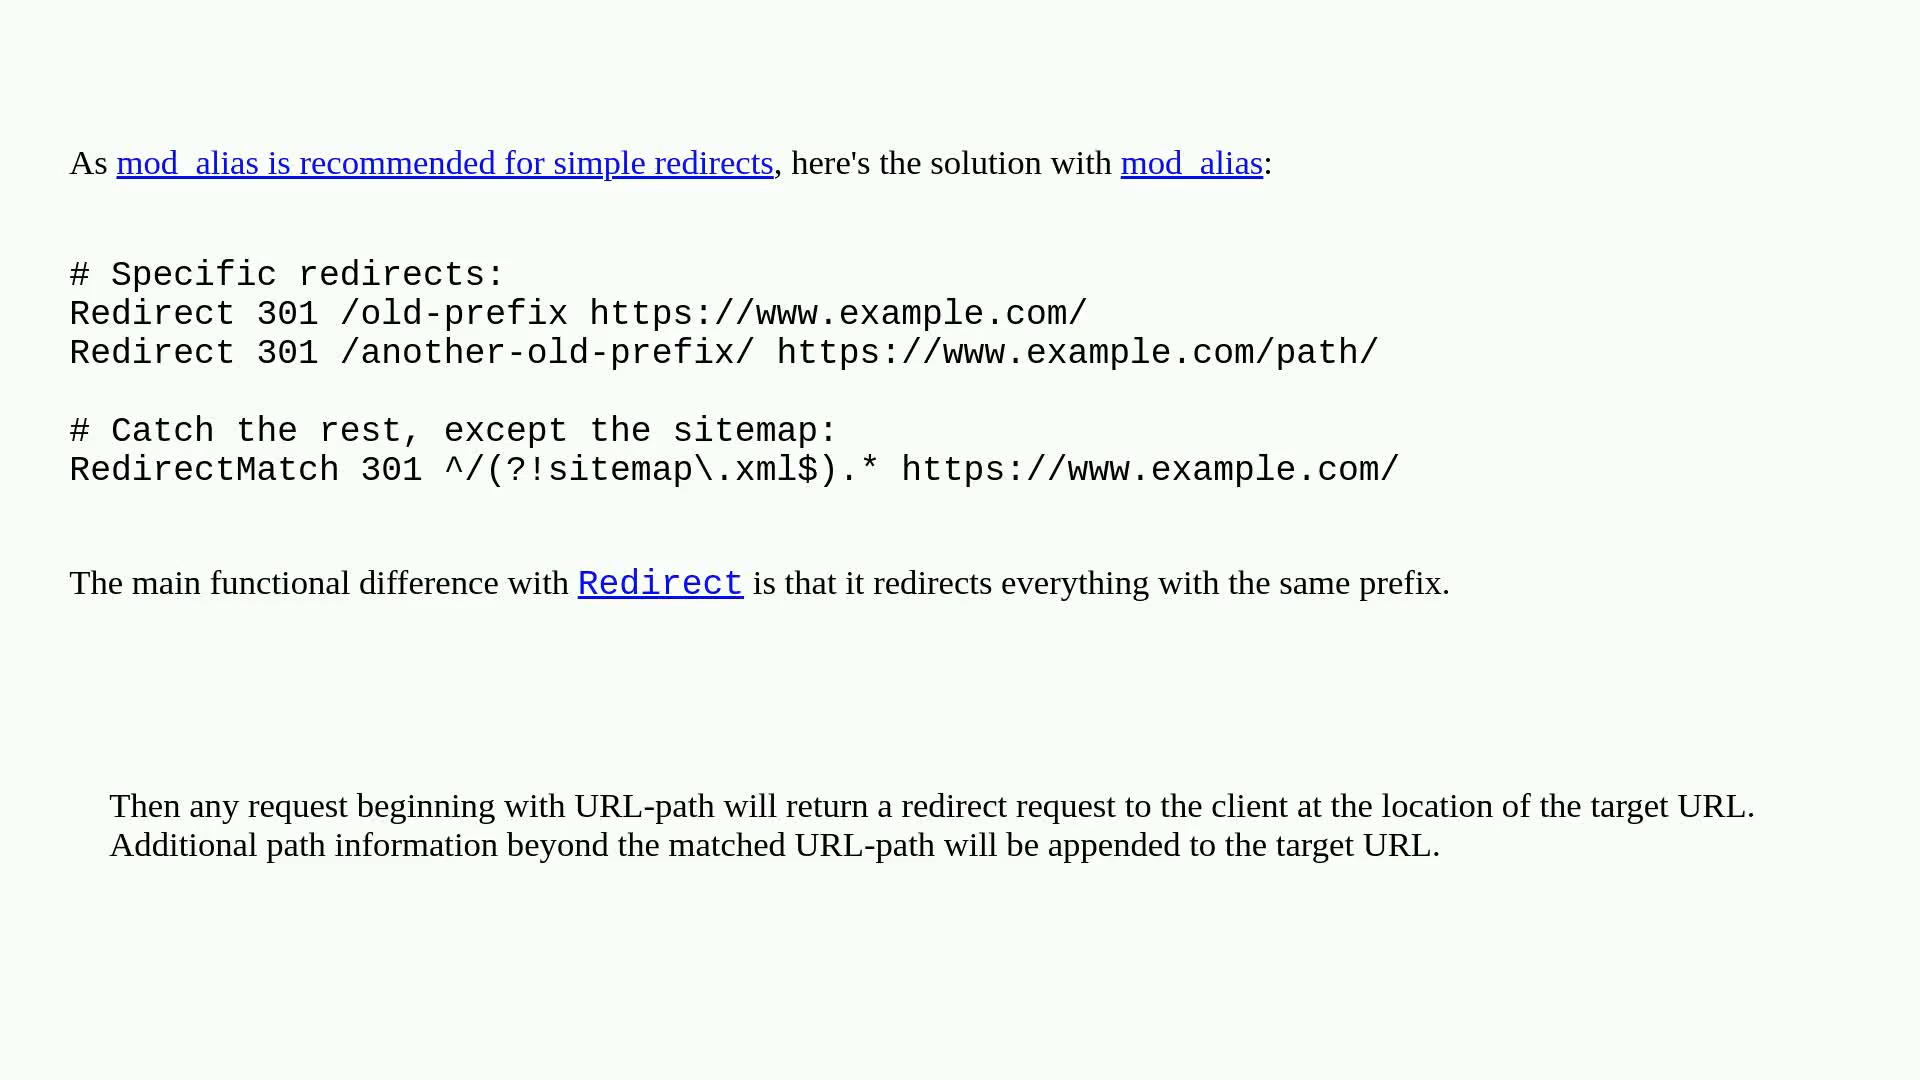 As mod_alias is recommended for simple redirects, here's the solution with mod_alias:
# Specific redirects:
Redirect 301 /old-prefix https://www.example.com/
Redirect 301 /another-old-prefix/ https://www.example.com/path/
# Catch the rest, except the sitemap:
RedirectMatch 301 ^/(?!sitemap\.xml$).* https://www.example.com/
The main functional difference with Redirect is that it redirects everything with the same prefix.
Then any request beginning with URL-path will return a redirect request to the client at the location of the target URL.
Additional path information beyond the matched URL-path will be appended to the target URL.